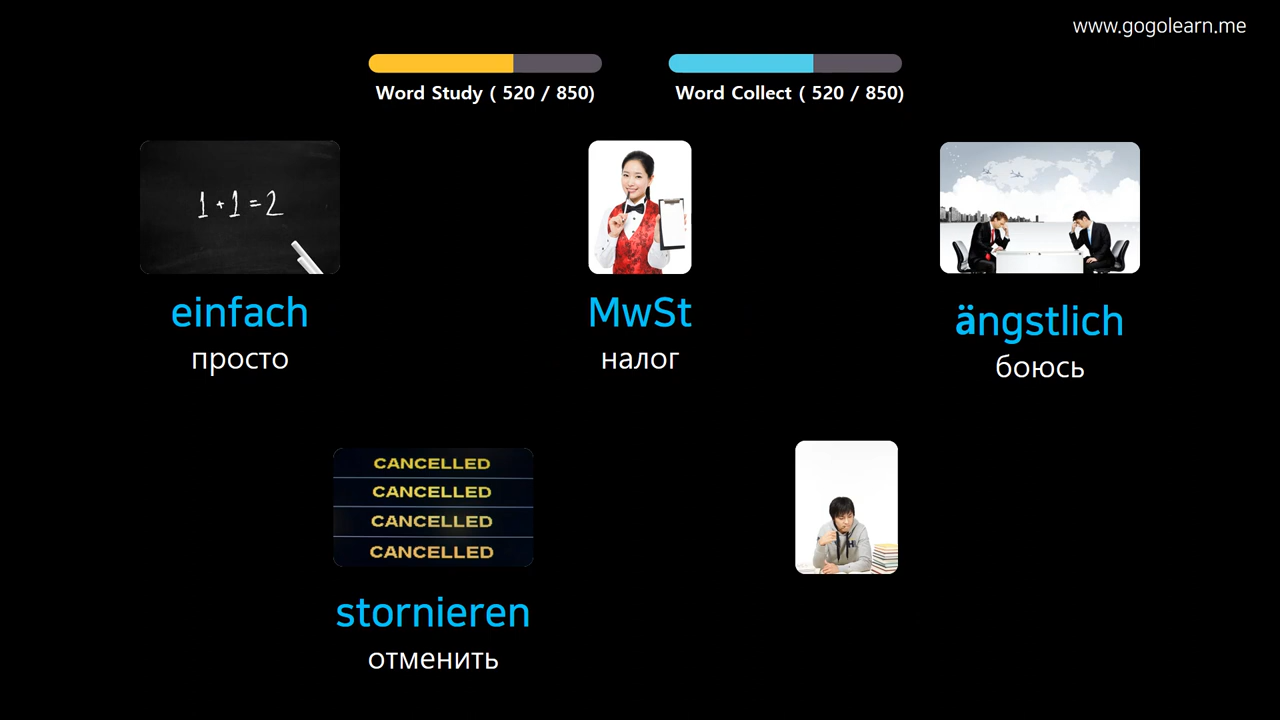 www.gogolearn.me
Word Study ( 520 / 850)
Word Collect ( 520 / 850)
1 + 1 = 2
einfach
просто
MwSt
налог
ängstlich
боюсь
CANCELLED
CANCELLED
CANCELLED
CANCELLED
stornieren
отменить